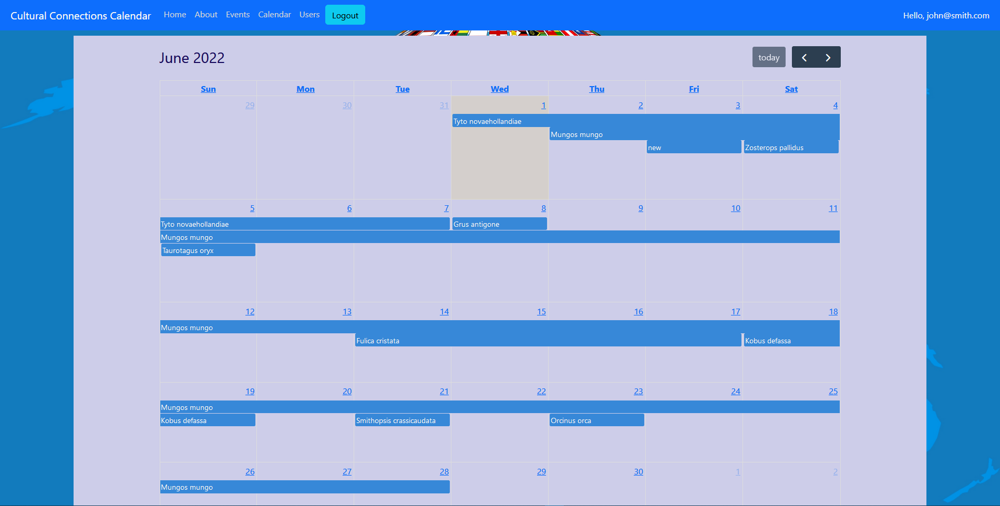 Cultural Connections Calendar Home About Events Calendar Users Logout Hello, john@smith.com
June 2022 today
Sun Mon Tue Wed Thu Fri Sat
29 30 31 1 2 3 4
Tyto novaehollandiae
Mungos mungo
new Zosterops pallidus
5 6 7 8 9 10 11
Tyto novaehollandiae Grus antigone
Mungos mungo
Taurotagus oryx
12 13 14 15 16 17 18
Mungos mungo
Fulica cristata Kobus defassa
19 20 21 22 23 24 25
Mungos mungo
Kobus defassa Smithopsis crassicaudata Orcinus orca
26 27 28 29 30 1 2
Mungos mungo